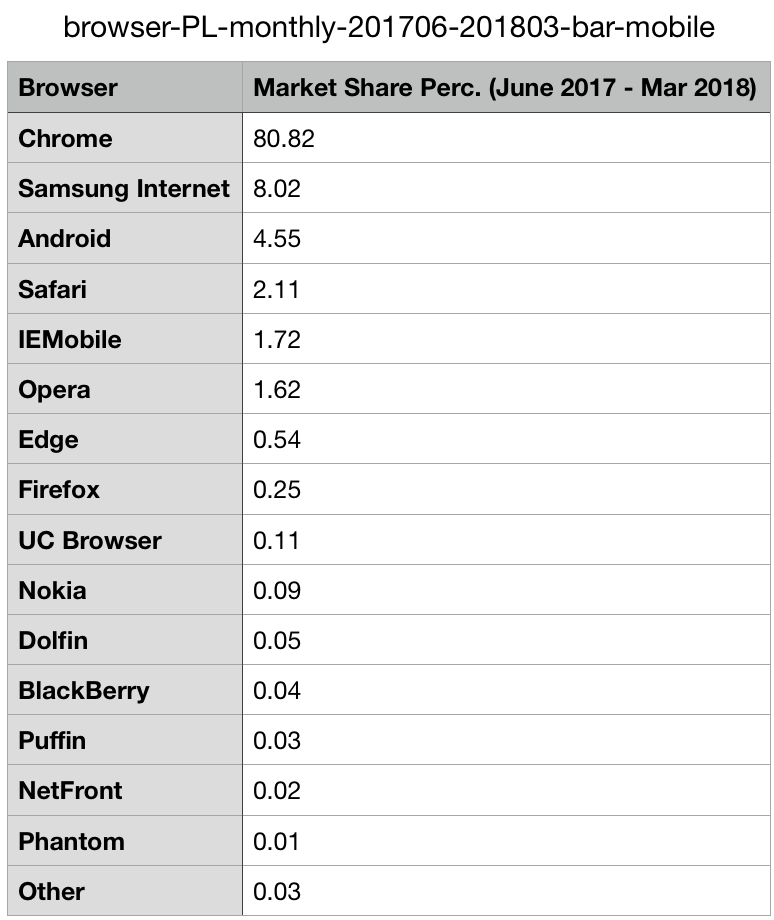 browser-PL-monthly-201706-201803-bar-mobile
Browser Market Share Perc. (June 2017 - Mar 2018)
Chrome 80.82
Samsung Internet 8.02
Android 4.55
Safari 2.11
IEMobile 1.72
Opera 1.62
Edge 0.54
Firefox 0.25
UC Browser 0.11
Nokia 0.09
Dolfin 0.05
BlackBerry 0.04
Puffin 0.03
NetFront 0.02
Phantom 0.01
Other 0.03